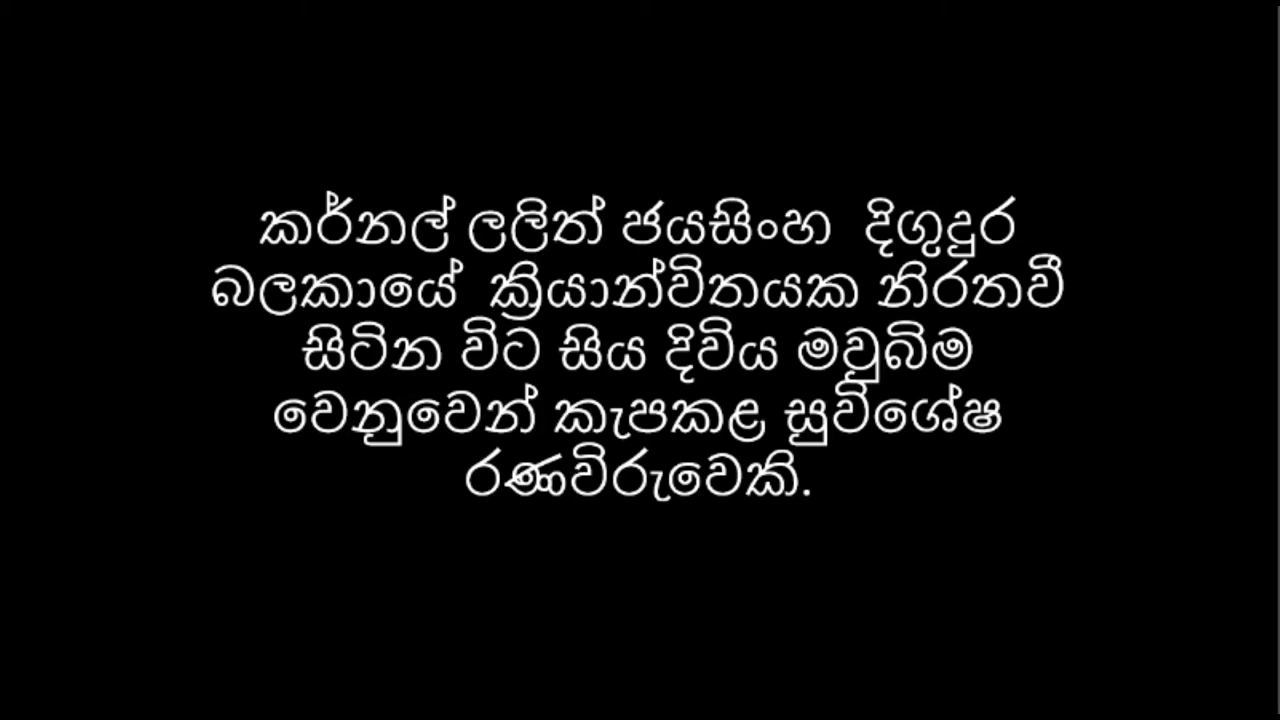 කර්නල් ලලිත් ජයසිංහ දිගුදුර
බලකායේ ක්‍රියාන්විතයක නිරතවී
සිටින විට සිය දිවිය මවුබිම
වෙනුවෙන් කැපකළ සුවිශේෂ
රණවිරුවෙකි.